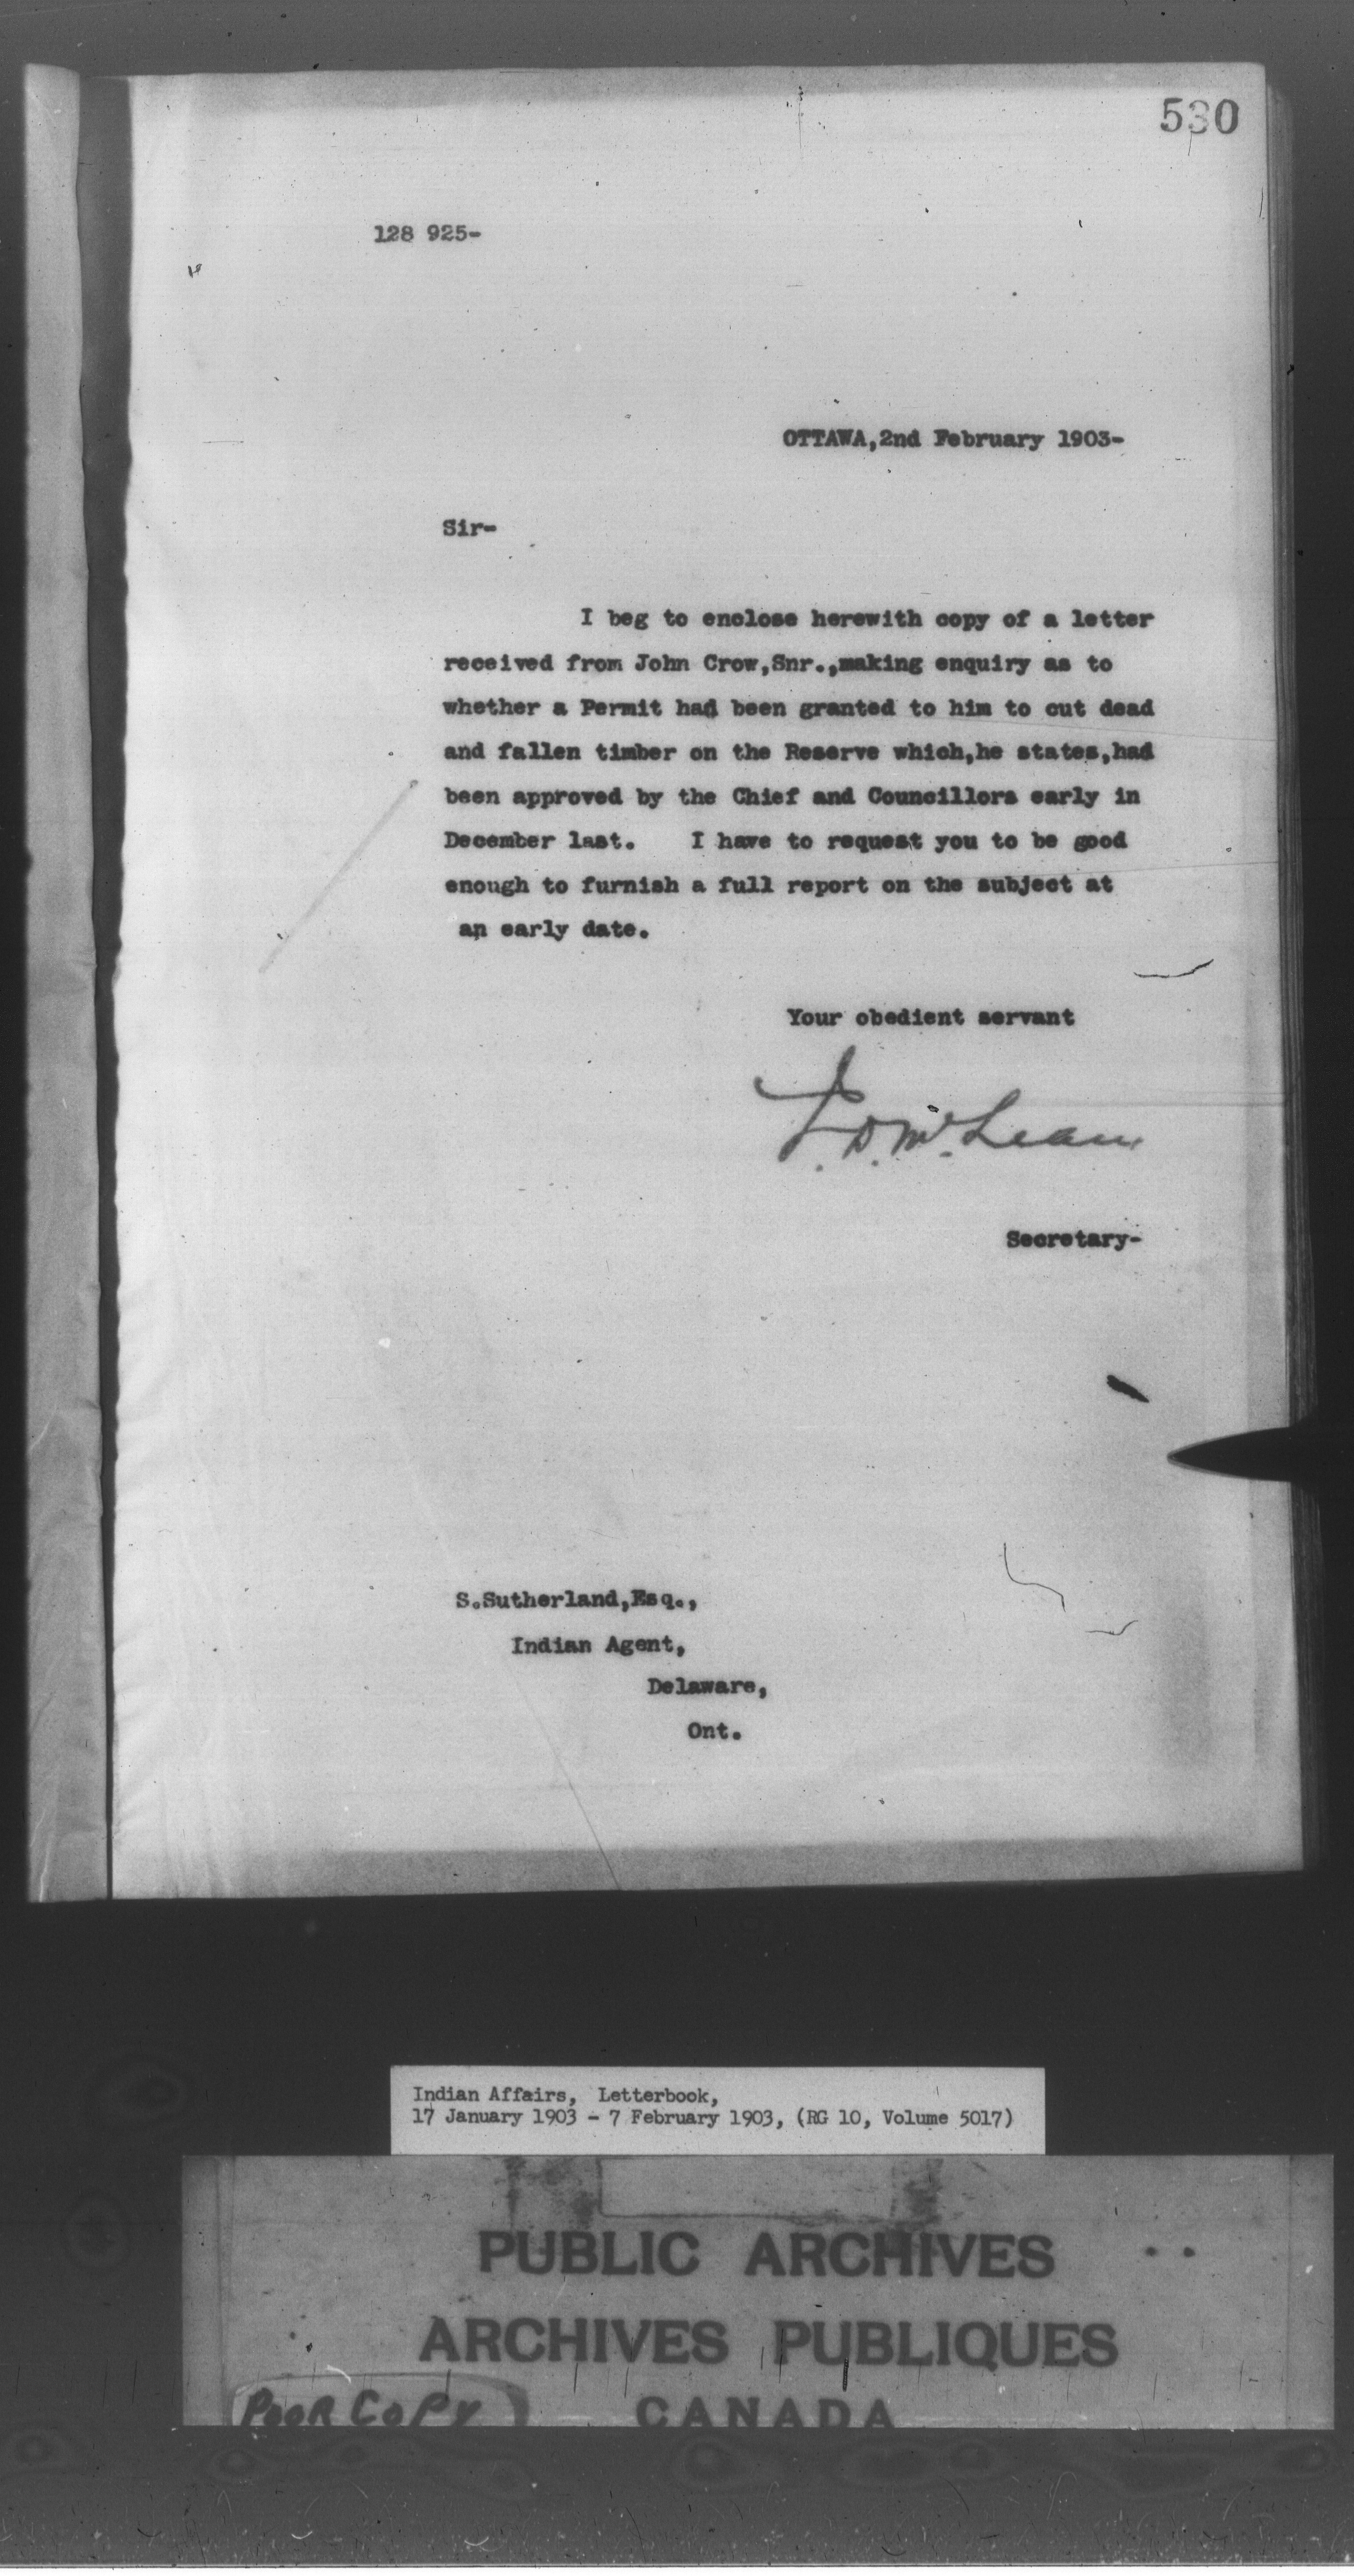 530
128 925-
OTTAWA,2nd February 1903-
Sir-
I beg to enclose herewith copy of a letter
received from John Crow,Snr.,making enquiry as to
whether a Permit had been granted to him to cut dead
and fallen timber on the Reserve which,he states,had
been approved by the Chief and Councillors early in
December last. I have to request you to be good
enough to furnish a full report on the subject at
an early date.
Your obedient servant
J. D. McLean
Secretary-
S.Sutherland,Esq.,
Indian Agent,
Delaware,
Ont.
Indian Affairs, Letterbook,
17 January 1903 - 7 February 1903, (RG 10, Volume 5017)
PUBLIC ARCHIVES
ARCHIVES PUBLIQUES
POOR COPY CANADA